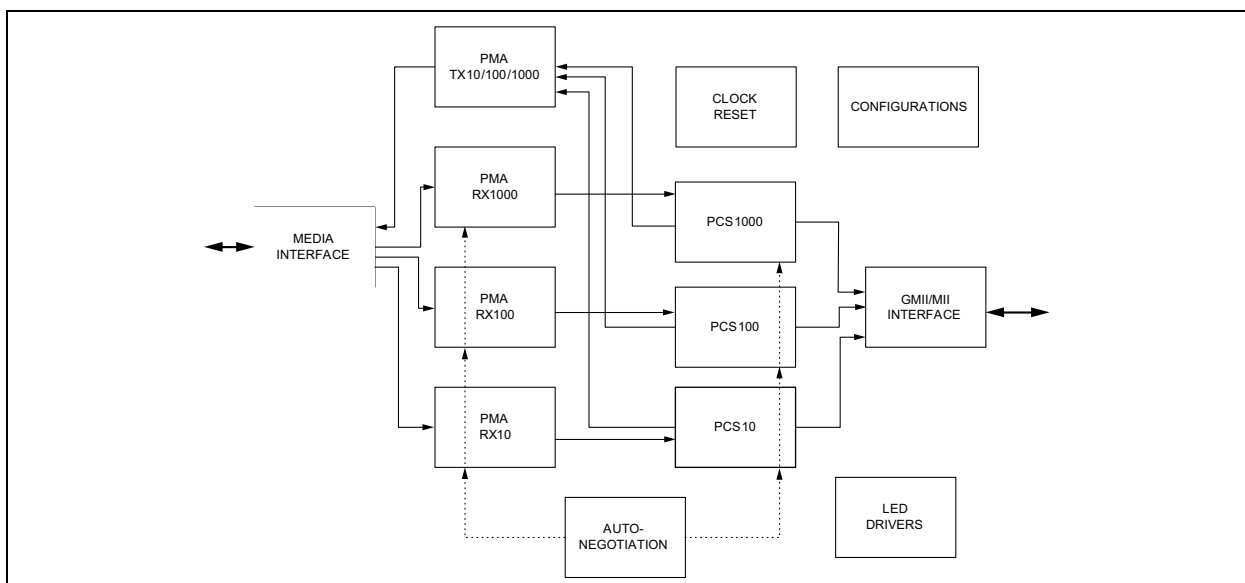 PMA
TX10/100/1000
CLOCK
RESET
CONFIGURATIONS
PMA
RX1000
PCS1000
MEDIA
INTERFACE
PMA
RX100
PCS100
GMII/MII
INTERFACE
PMA
RX10
PCS10
AUTO-
NEGOTIATION
LED
DRIVERS